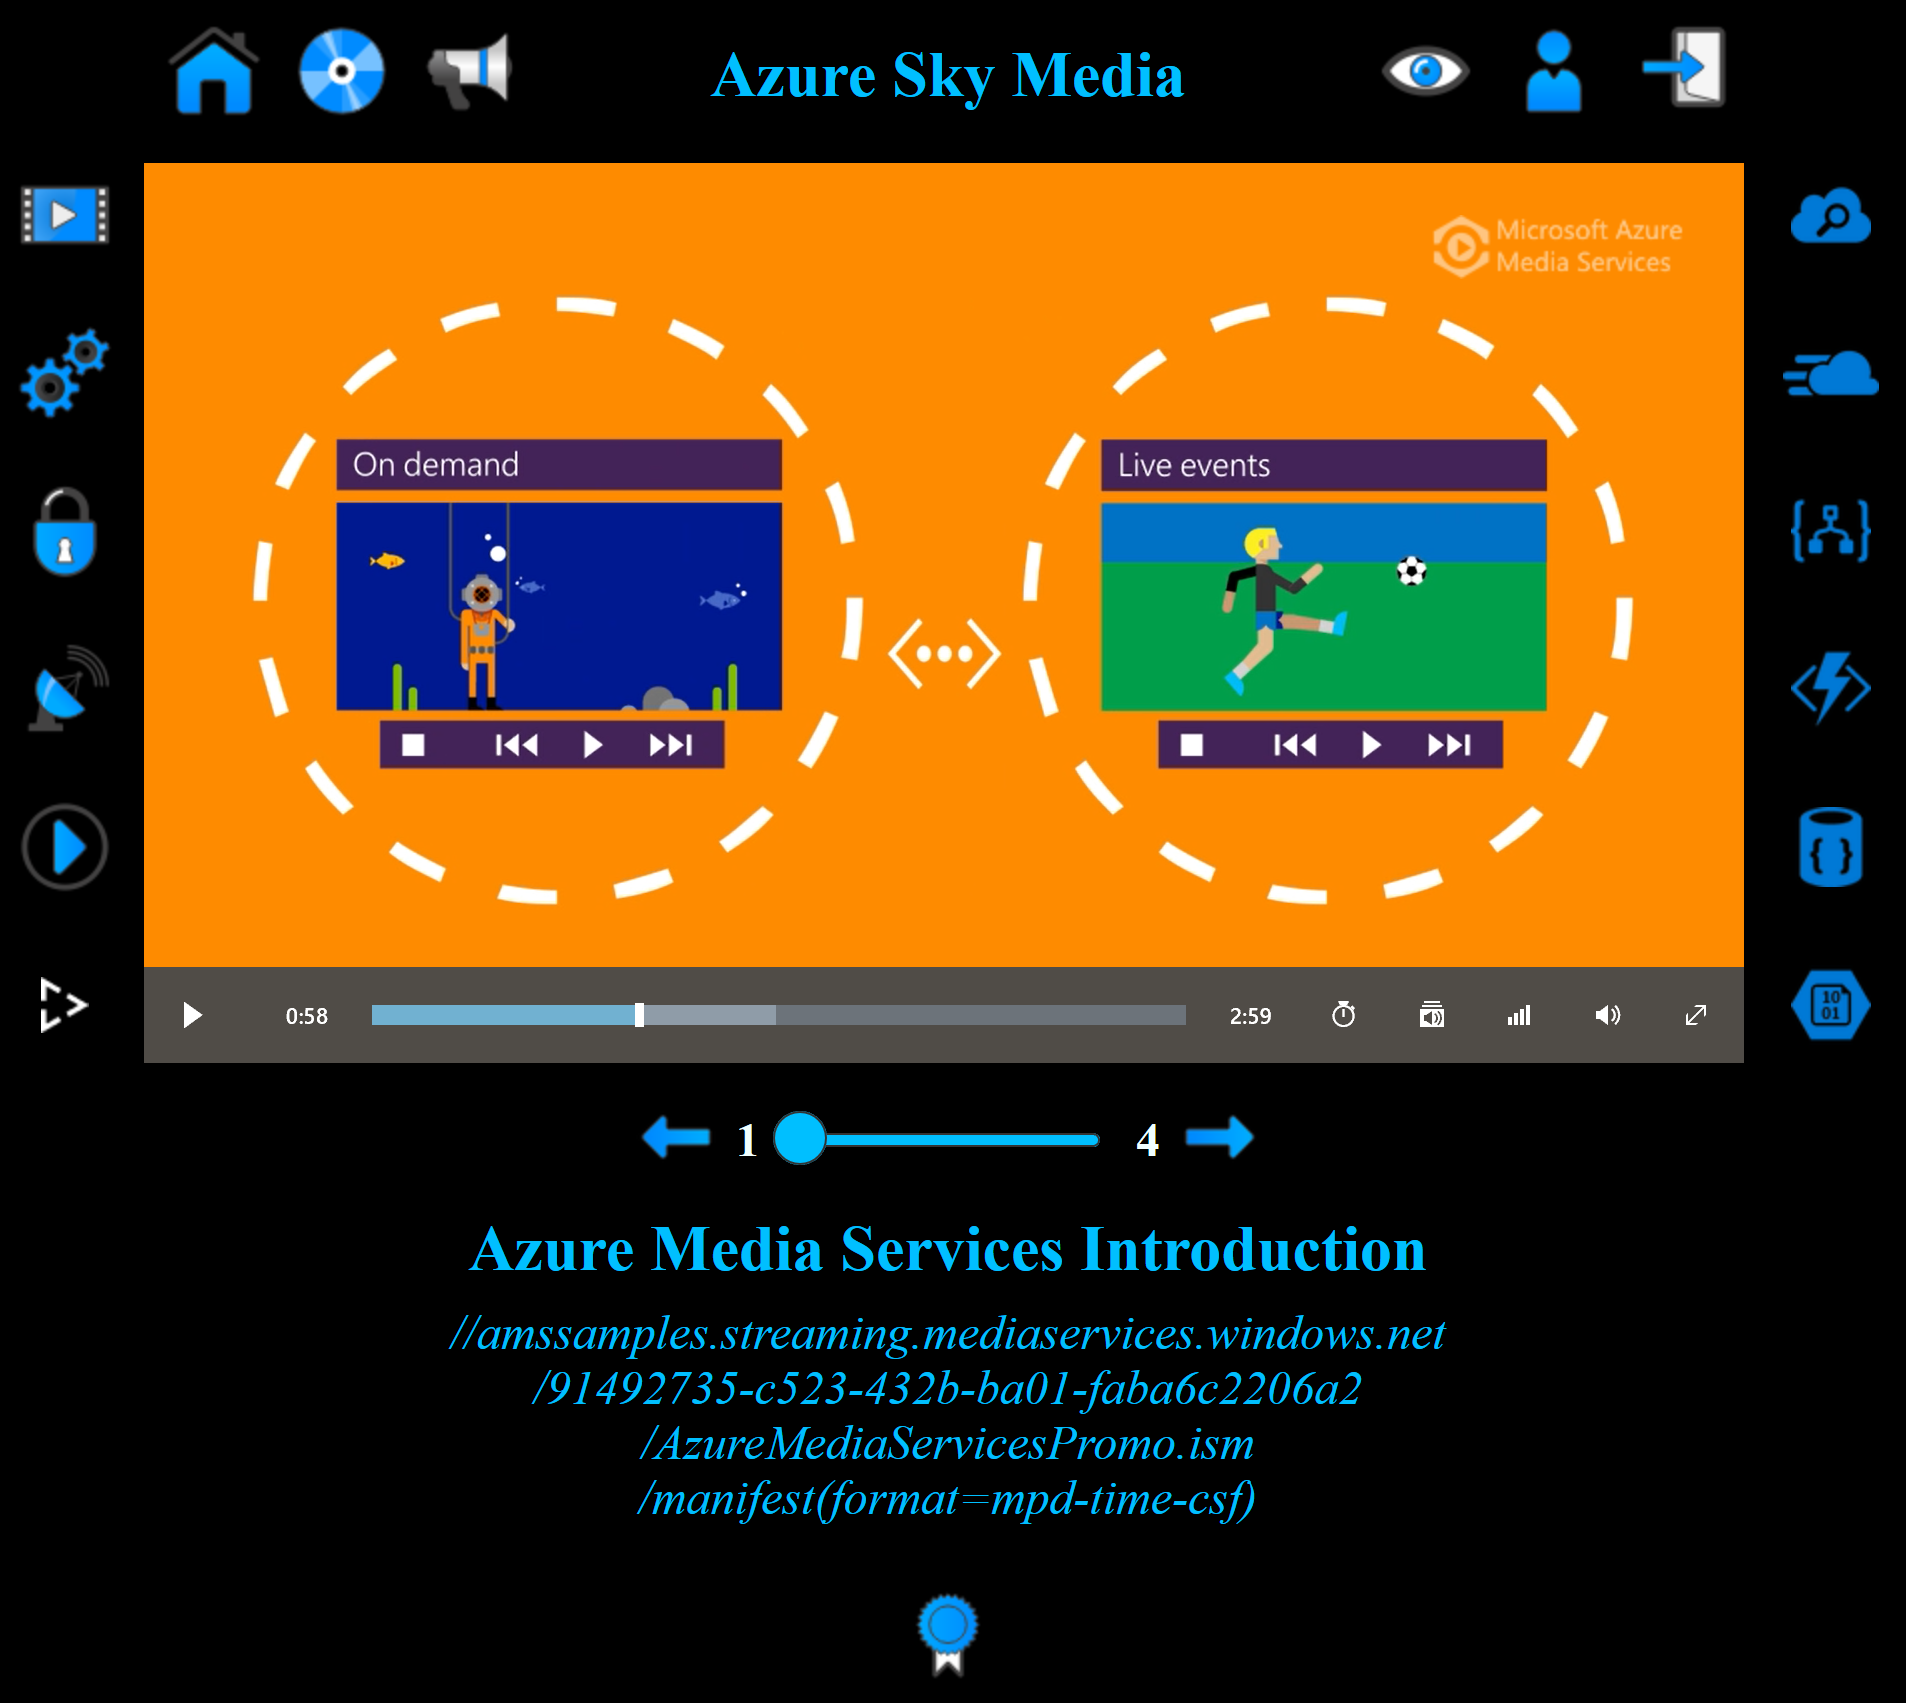 Azure Sky Media
Microsoft Azure
Media Services
On demand
Live events
0:58
2:59
10
01
1
4
Azure Media Services Introduction
//amssamples.streaming.mediaservices.windows.net
/91492735-c523-432b-ba01-faba6c2206a2
/AzureMediaServicesPromo.ism
/manifest(format=mpd-time-csf)